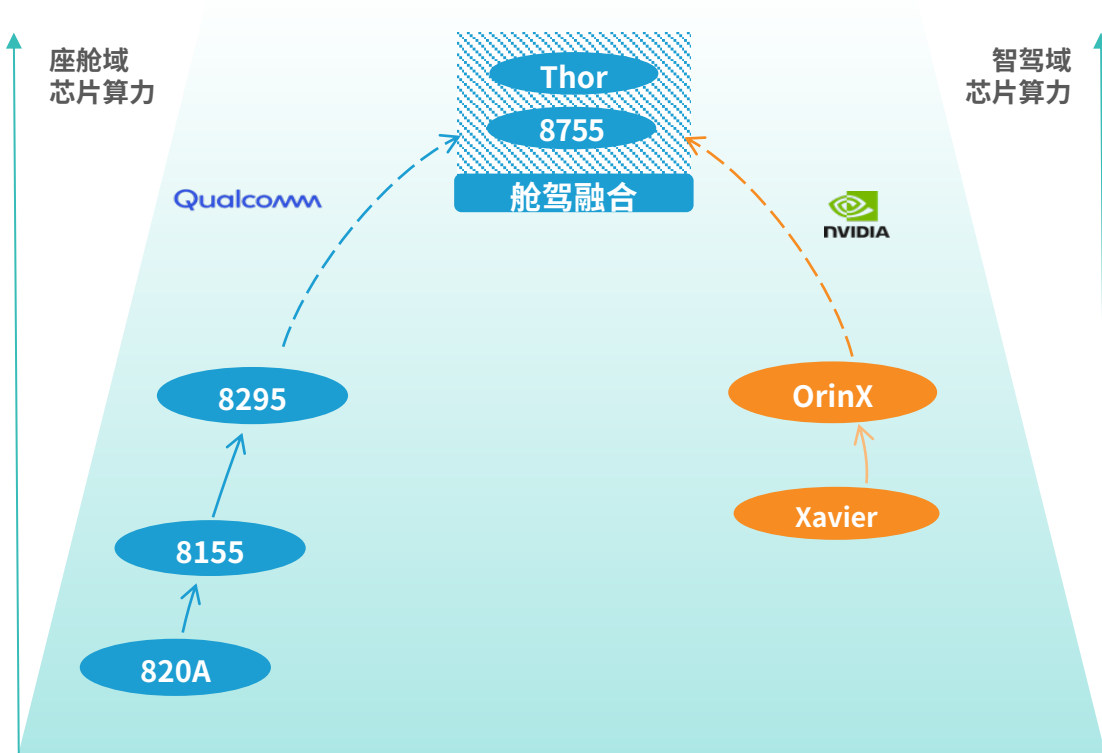 座舱域
芯片算力
智驾域
芯片算力
Thor
8755
舱驾融合
Qualcomm
NVIDIA
8295
OrinX
8155
Xavier
820A